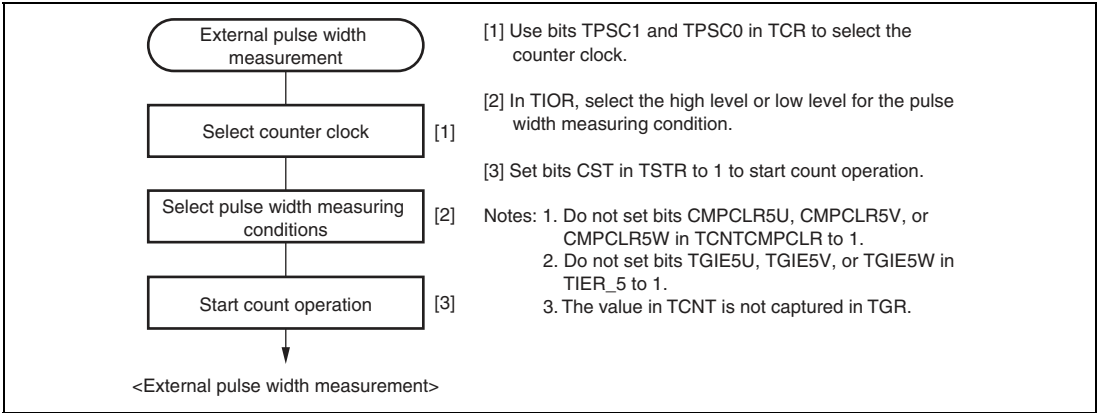 External pulse width
measurement
Select counter clock
[1]
Select pulse width measuring
conditions
[2]
Start count operation
[3]
<External pulse width measurement>
[1] Use bits TPSC1 and TPSC0 in TCR to select the
counter clock.
[2] In TIOR, select the high level or low level for the pulse
width measuring condition.
[3] Set bits CST in TSTR to 1 to start count operation.
Notes: 1. Do not set bits CMPCLR5U, CMPCLR5V, or
CMPCLR5W in TCNTCMPCLR to 1.
2. Do not set bits TGIE5U, TGIE5V, or TGIE5W in
TIER_5 to 1.
3. The value in TCNT is not captured in TGR.